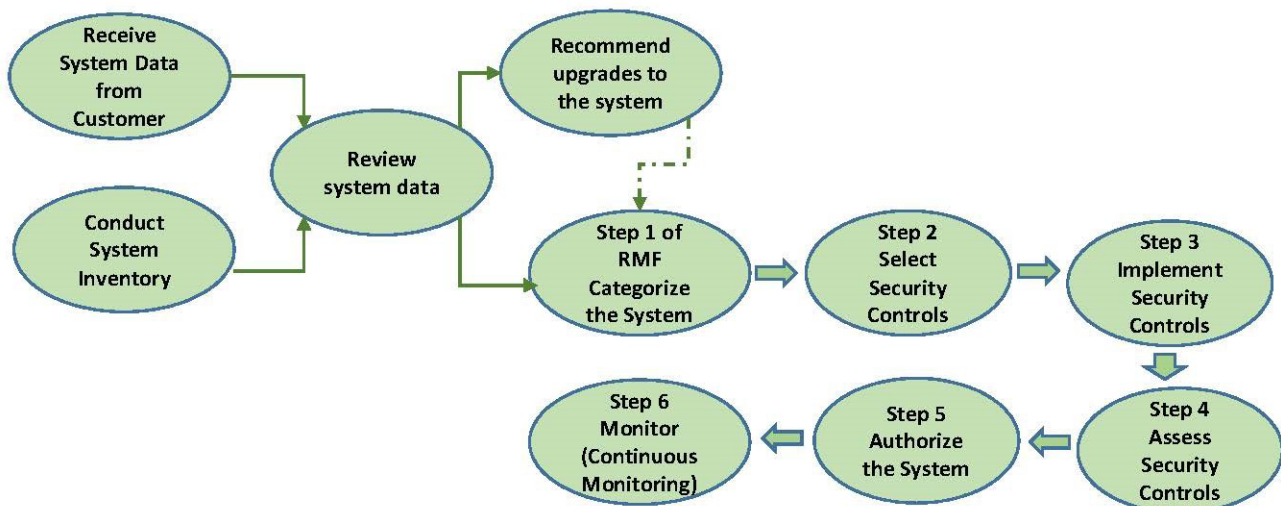 Receive
System Data
from
Customer
Conduct
System
Inventory
Review
system data
Recommend
upgrades to
the system
Step 1 of
RMF
Categorize
the System
Step 2
Select
Security
Controls
Step 3
Implement
Security
Controls
Step 4
Assess
Security
Controls
Step 5
Authorize
the System
Step 6
Monitor
(Continuous
Monitoring)